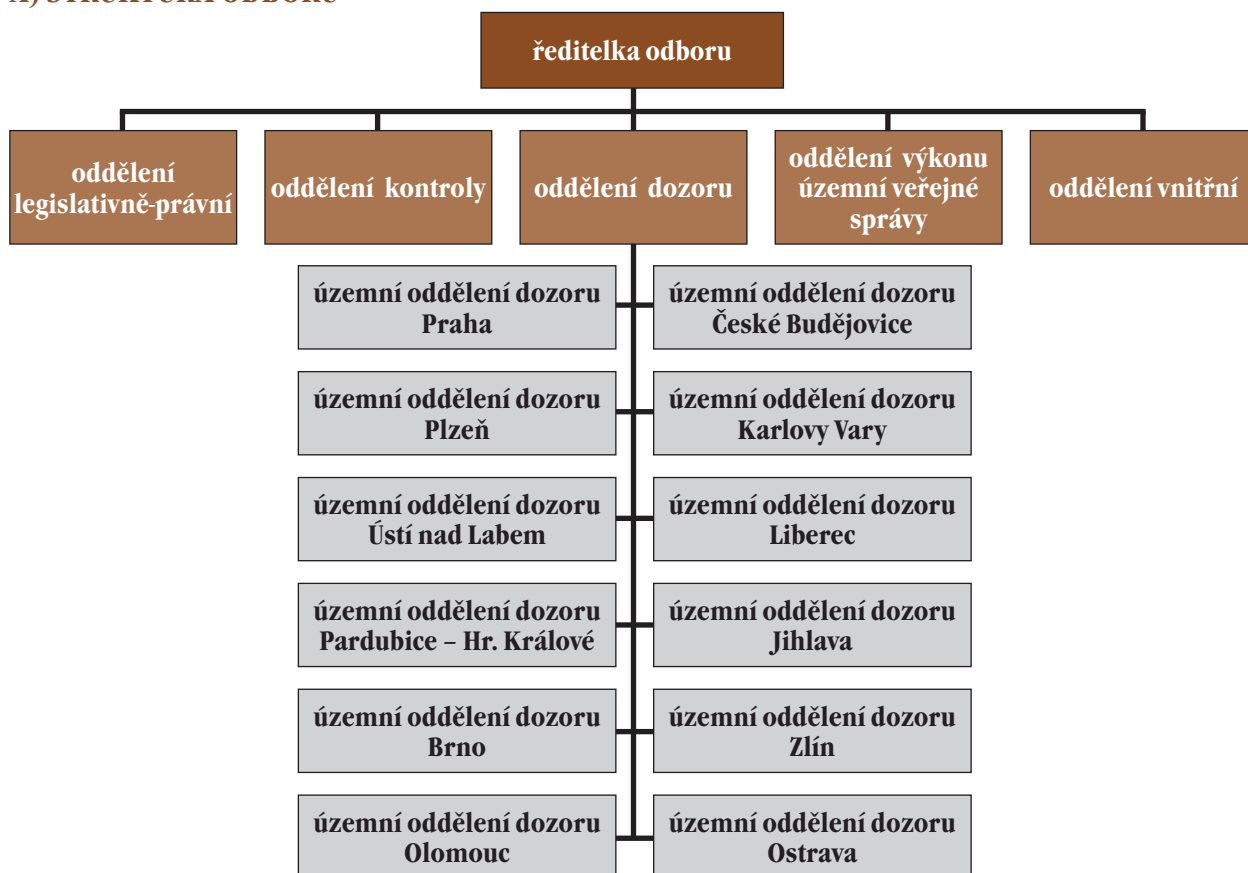 A) STRUKTURA ODBORU
ředitelka odboru
oddělení
legislativně-právní
oddělení kontroly
oddělení dozoru
oddělení výkonu
územní veřejné
správy
oddělení vnitřní
územní oddělení dozoru
Praha
územní oddělení dozoru
České Budějovice
územní oddělení dozoru
Plzeň
územní oddělení dozoru
Karlovy Vary
územní oddělení dozoru
Ústí nad Labem
územní oddělení dozoru
Liberec
územní oddělení dozoru
Pardubice – Hr. Králové
územní oddělení dozoru
Jihlava
územní oddělení dozoru
Brno
územní oddělení dozoru
Zlín
územní oddělení dozoru
Olomouc
územní oddělení dozoru
Ostrava